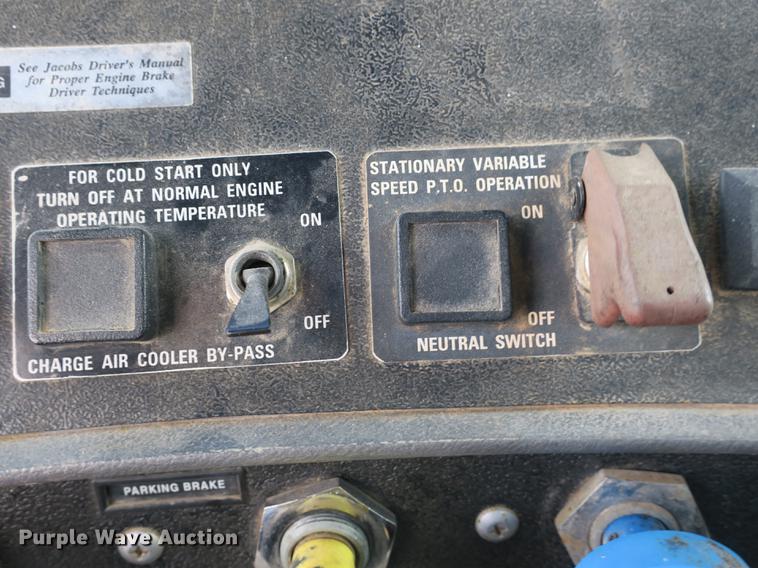 See Jacobs Driver's Manual
for Proper Engine Brake
Driver Techniques
FOR COLD START ONLY
TURN OFF AT NORMAL ENGINE
OPERATING TEMPERATURE
ON
OFF
CHARGE AIR COOLER BY-PASS
STATIONARY VARIABLE
SPEED P.T.O. OPERATION
ON
OFF
NEUTRAL SWITCH
PARKING BRAKE
Purple Wave Auction